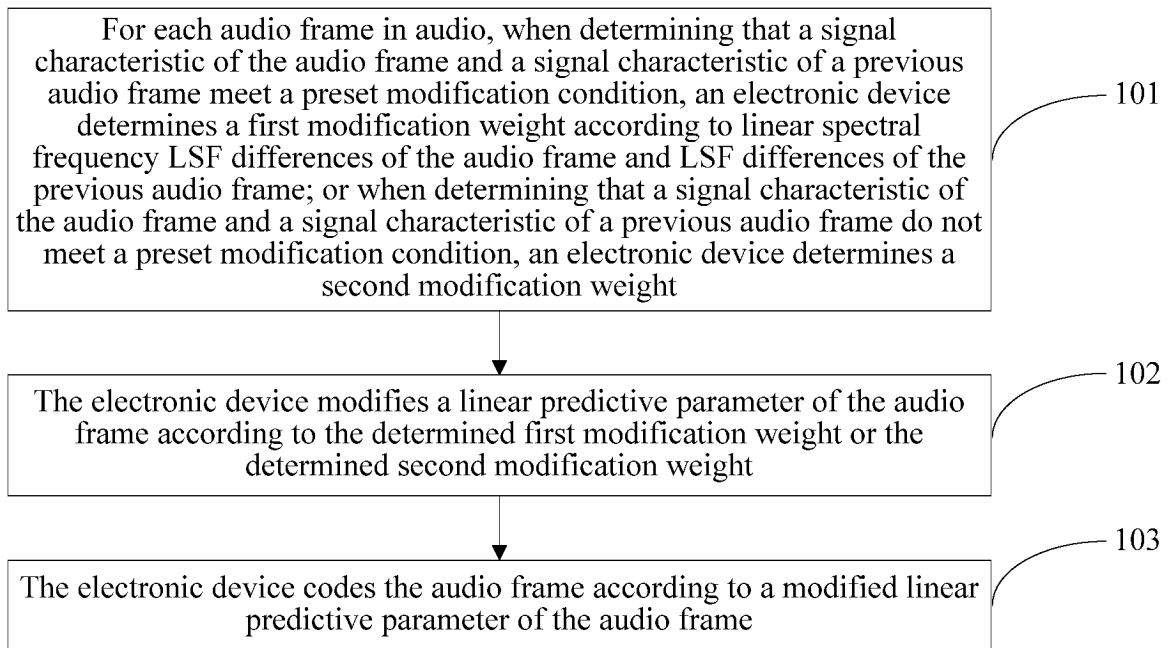 For each audio frame in audio, when determining that a signal
characteristic of the audio frame and a signal characteristic of a previous
audio frame meet a preset modification condition, an electronic device
determines a first modification weight according to linear spectral
frequency LSF differences of the audio frame and LSF differences of the
previous audio frame; or when determining that a signal characteristic of
the audio frame and a signal characteristic of a previous audio frame do not
meet a preset modification condition, an electronic device determines a
second modification weight
101
The electronic device modifies a linear predictive parameter of the audio
frame according to the determined first modification weight or the
determined second modification weight
102
The electronic device codes the audio frame according to a modified linear
predictive parameter of the audio frame
103